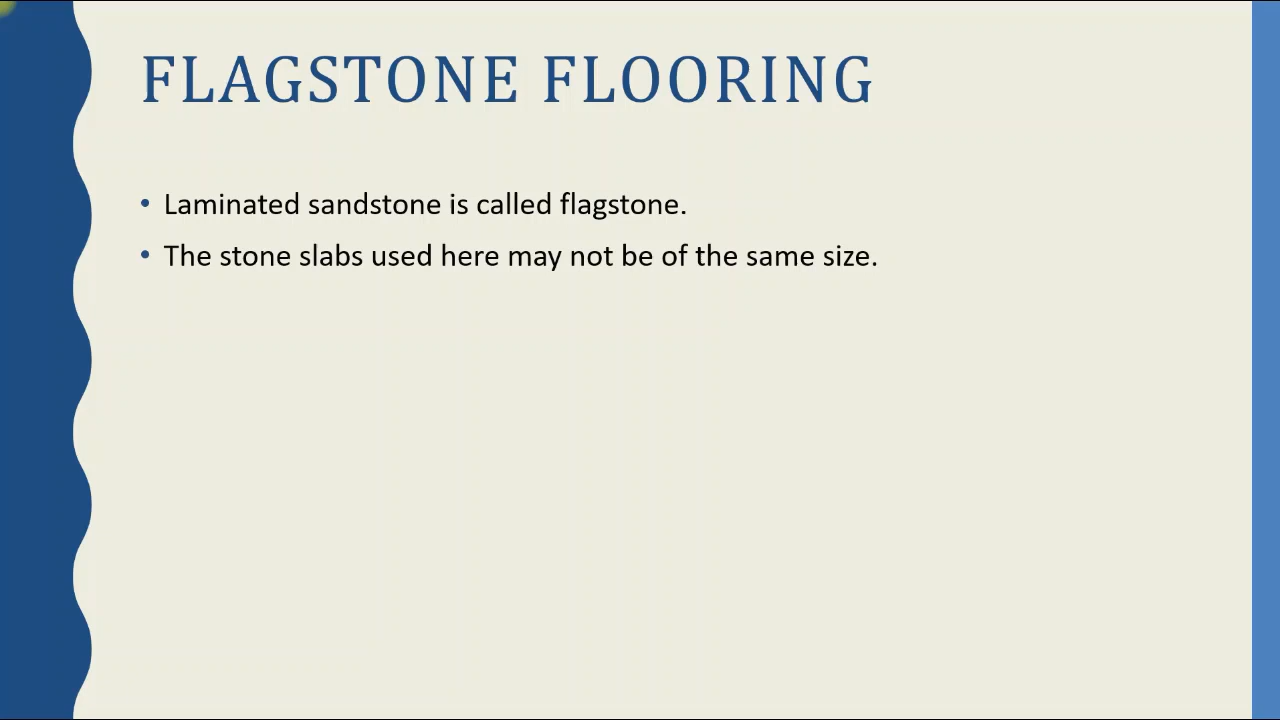 FLAGSTONE FLOORING
• Laminated sandstone is called flagstone.
• The stone slabs used here may not be of the same size.